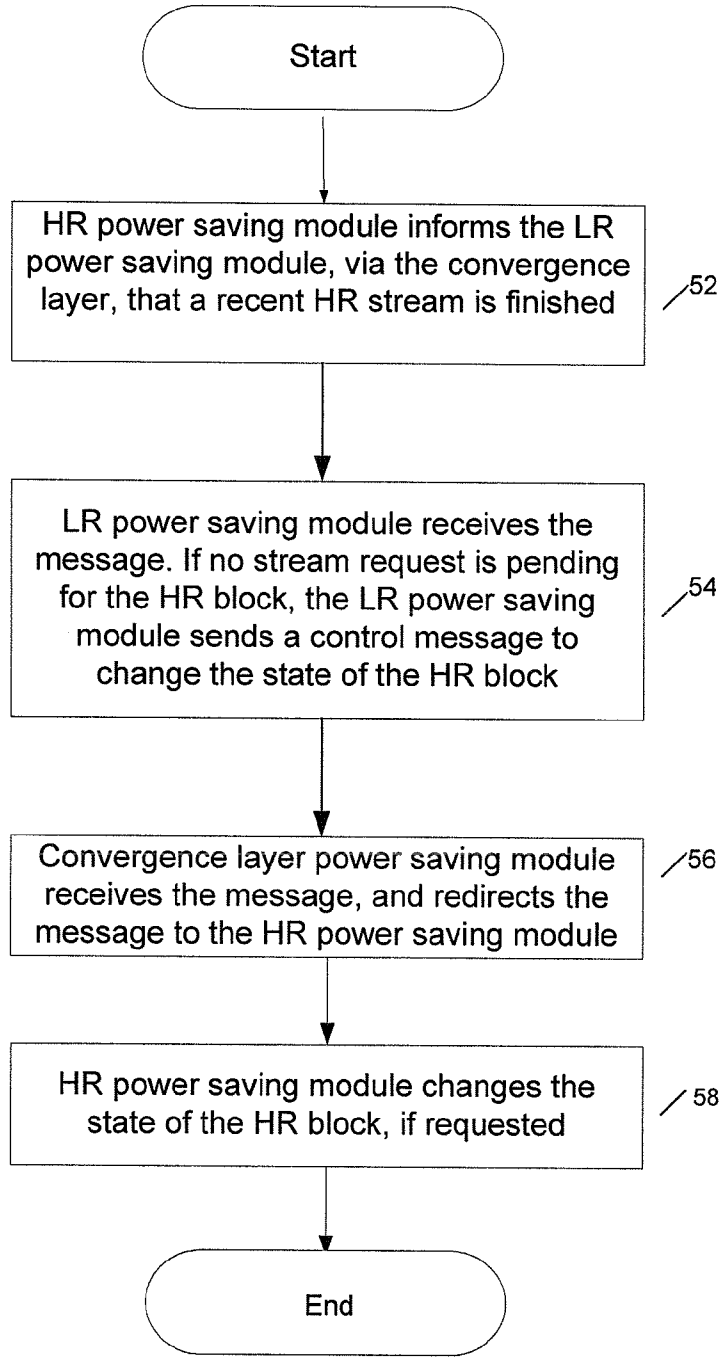 Start
HR power saving module informs the LR
power saving module, via the convergence
layer, that a recent HR stream is finished
52
LR power saving module receives the
message. If no stream request is pending
for the HR block, the LR power saving
module sends a control message to
change the state of the HR block
54
Convergence layer power saving module
receives the message, and redirects the
message to the HR power saving module
56
HR power saving module changes the
state of the HR block, if requested
58
End